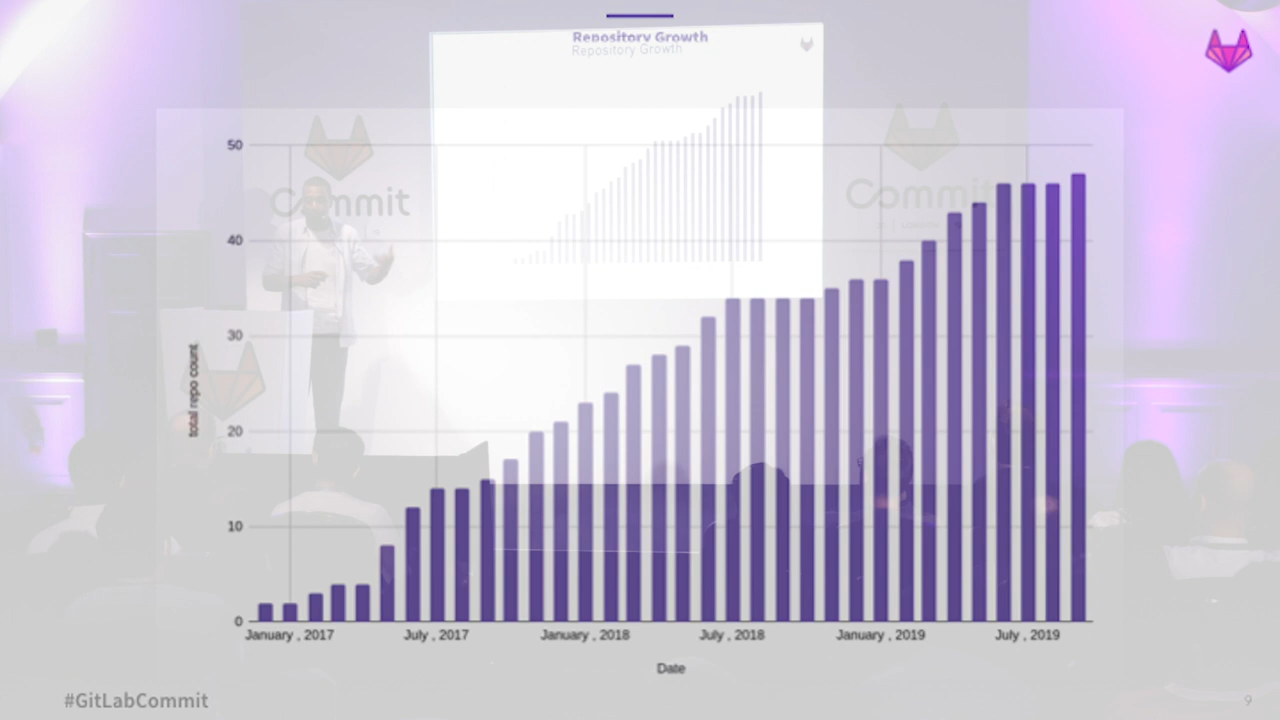 Repository Growth
Repository Growth
Commit
Commit
50
40
30
20
10
0
total repo count
January , 2017
July , 2017
January , 2018
July , 2018
January , 2019
July , 2019
Date
#GitLabCommit
9